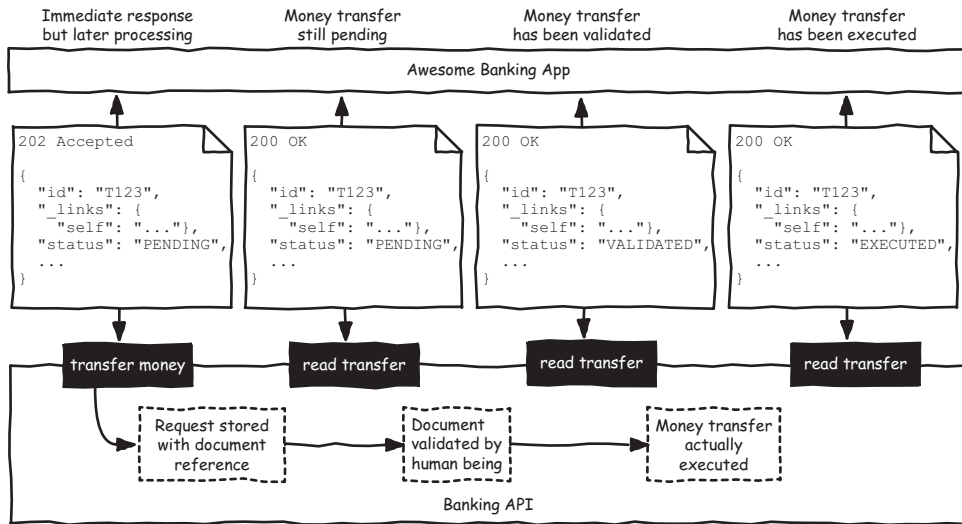 Immediate response
but later processing
Money transfer
still pending
Money transfer
has been validated
Money transfer
has been executed
Awesome Banking App
202 Accepted
{
"id": "T123",
"_links": {
"self": "..."},
"status": "PENDING",
...
}
200 OK
{
"id": "T123",
"_links": {
"self": "..."},
"status": "PENDING",
...
}
200 OK
{
"id": "T123",
"_links": {
"self": "..."},
"status": "VALIDATED",
...
}
200 OK
{
"id": "T123",
"_links": {
"self": "..."},
"status": "EXECUTED",
...
}
transfer money
read transfer
read transfer
read transfer
Request stored
with document
reference
Document
validated by
human being
Money transfer
actually
executed
Banking API